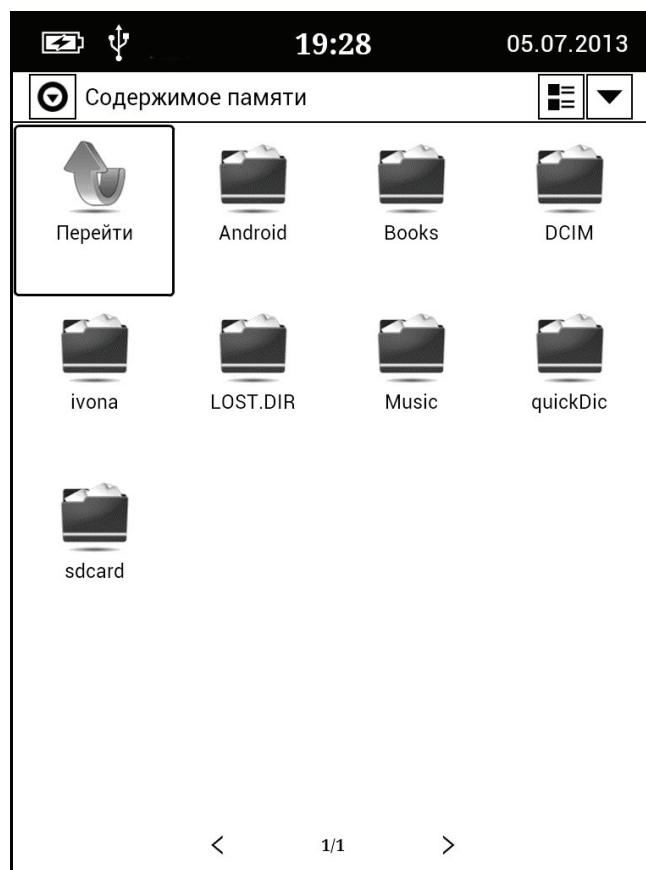 19:28 05.07.2013
Содержимое памяти
Перейти Android Books DCIM
ivona LOST.DIR Music quickDic
sdcard
< 1/1 >